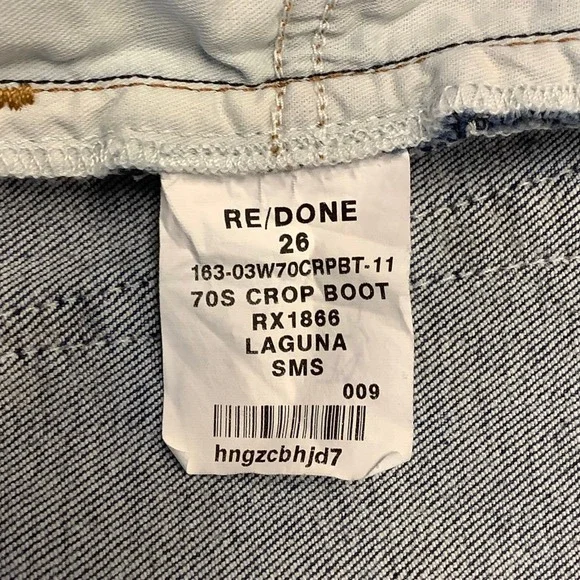 RE/DONE
26
163-03W70CRPBT-11
70S CROP BOOT
RX1866
LAGUNA
SMS
009
hngzcbhjd7